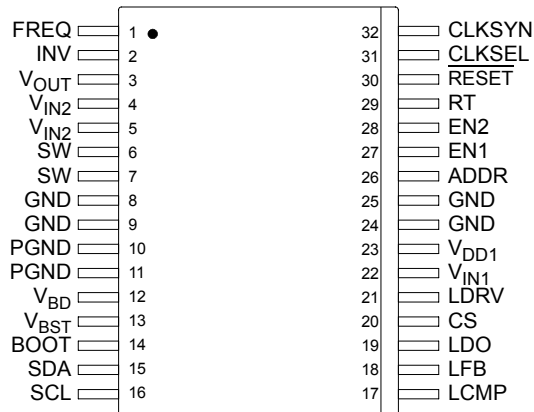 FREQ 1 32 CLKSYN
INV 2 31 CLKSEL
VOUT 3 30 RESET
VIN2 4 29 RT
VIN2 5 28 EN2
SW 6 27 EN1
SW 7 26 ADDR
GND 8 25 GND
GND 9 24 GND
PGND 10 23 VDD1
PGND 11 22 VIN1
VBD 12 21 LDRV
VBST 13 20 CS
BOOT 14 19 LDO
SDA 15 18 LFB
SCL 16 17 LCMP